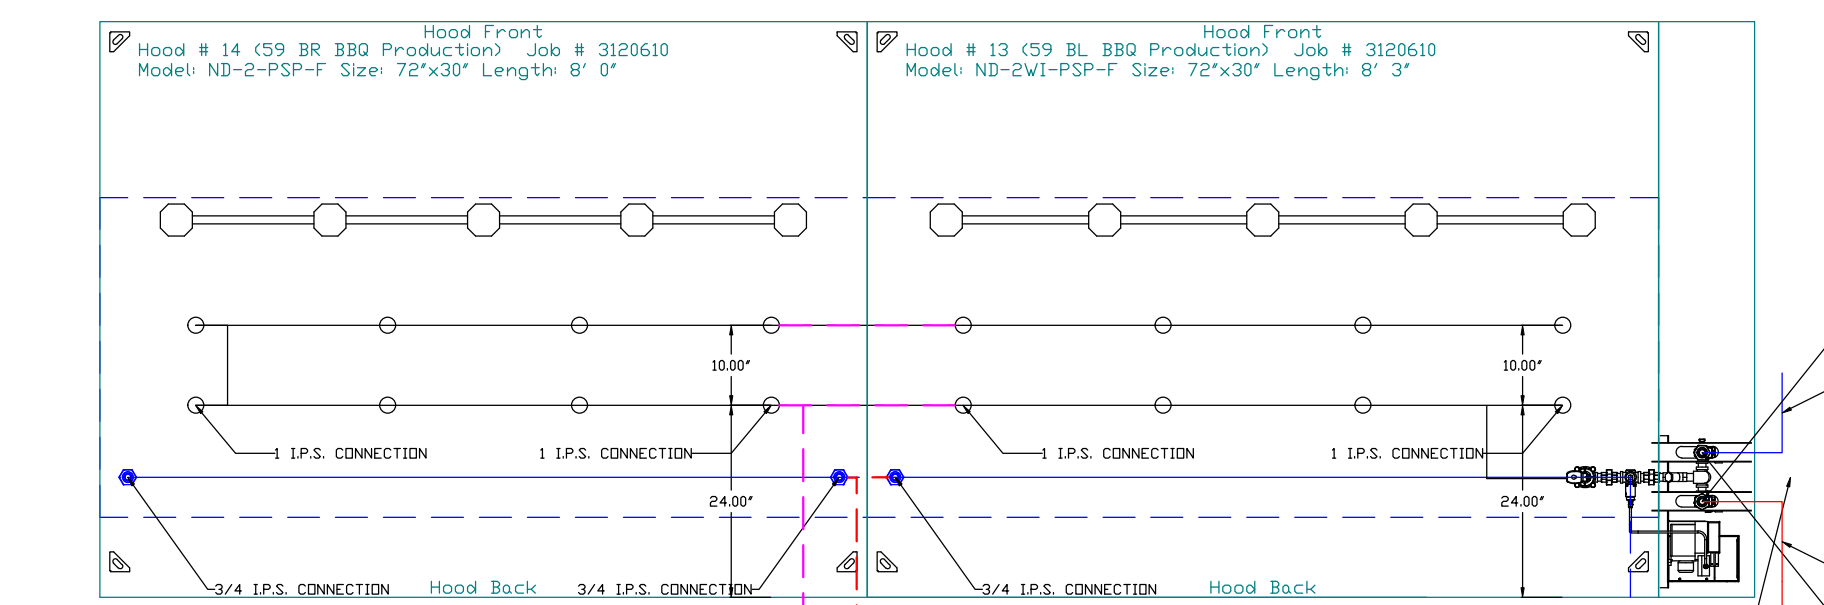 Hood Front
Hood # 14 (59 BR BBQ Production)  Job # 3120610
Model: ND-2-PSP-F Size: 72"x30" Length: 8' 0"
Hood Front
Hood # 13 (59 BL BBQ Production)  Job # 3120610
Model: ND-2WI-PSP-F Size: 72"x30" Length: 8' 3"
10.00"
10.00"
1 I.P.S. CONNECTION
1 I.P.S. CONNECTION
1 I.P.S. CONNECTION
1 I.P.S. CONNECTION
24.00"
24.00"
3/4 I.P.S. CONNECTION
Hood Back
3/4 I.P.S. CONNECTION
3/4 I.P.S. CONNECTION
Hood Back